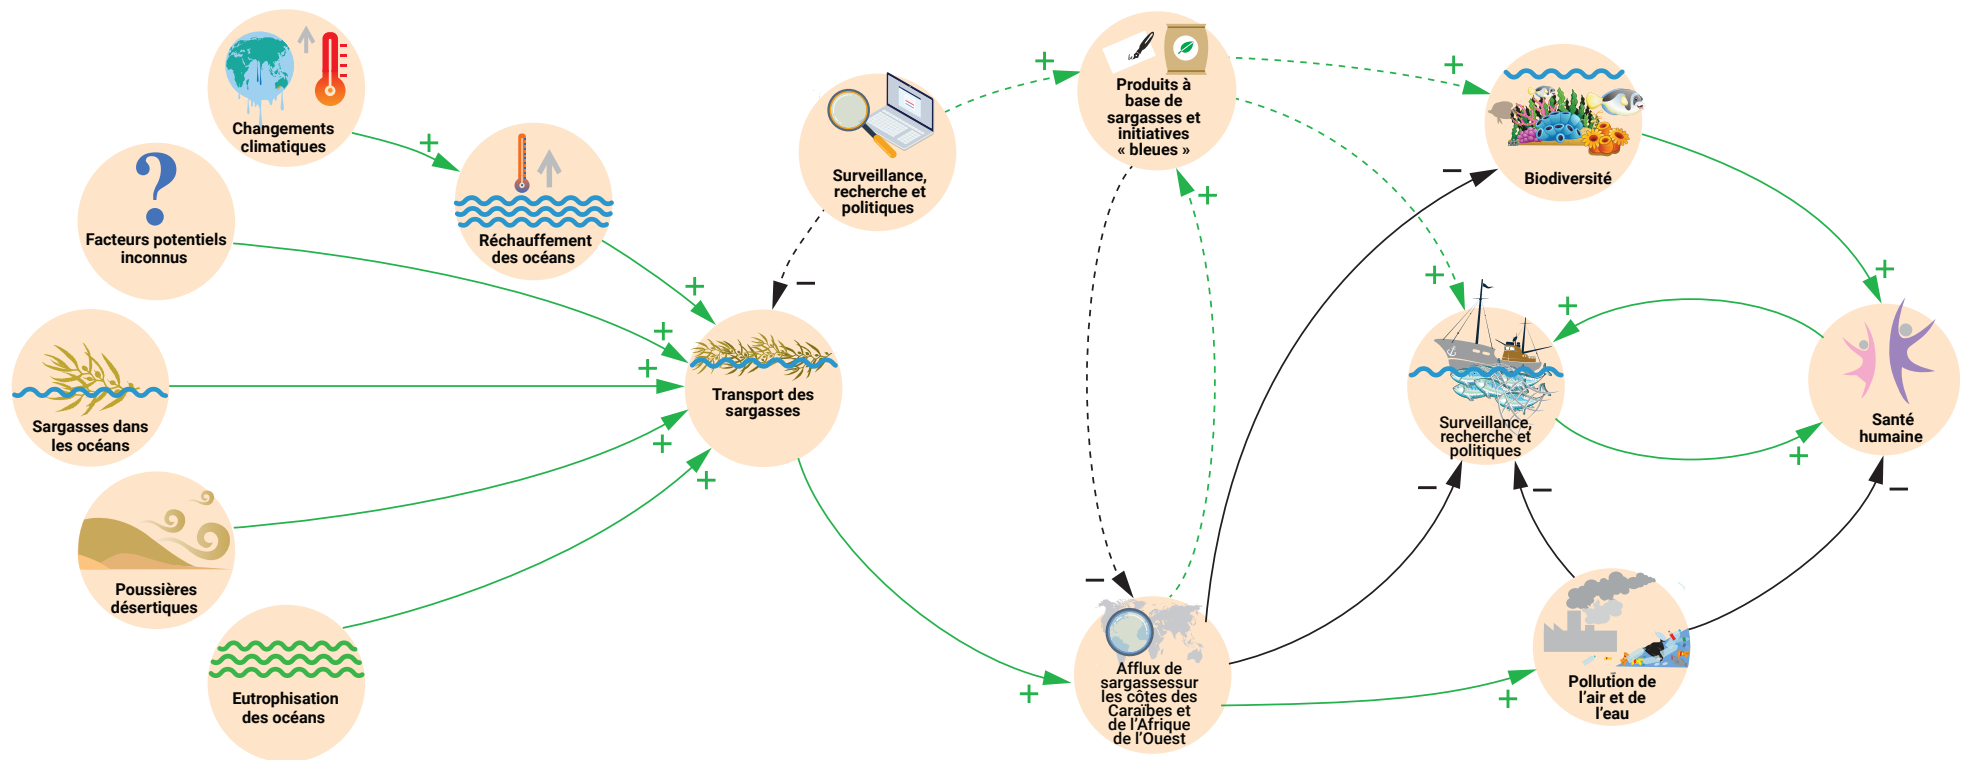 Changements
climatiques
+
Facteurs potentiels
inconnus
Réchauffement
des océans
+
+
Sargasses dans
les océans
+
Poussières
désertiques
+
Eutrophisation
des océans
+
Transport des
sargasses
Surveillance,
recherche et
politiques
−
+
Produits à
base de
sargasses et
initiatives
« bleues »
+
−
+
+
+
Afflux de
sargassessur
les côtes des
Caraïbes et
de l’Afrique
de l’Ouest
−
Biodiversité
+
+
Surveillance,
recherche et
politiques
−
−
+
Santé
humaine
−
+
Pollution de
l’air et de
l’eau